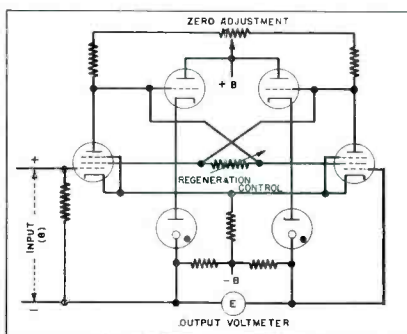 ZERO ADJUSTMENT
+ B
REGENERATION
CONTROL
+
INPUT
(θ)
−
− B
E
OUTPUT VOLTMETER